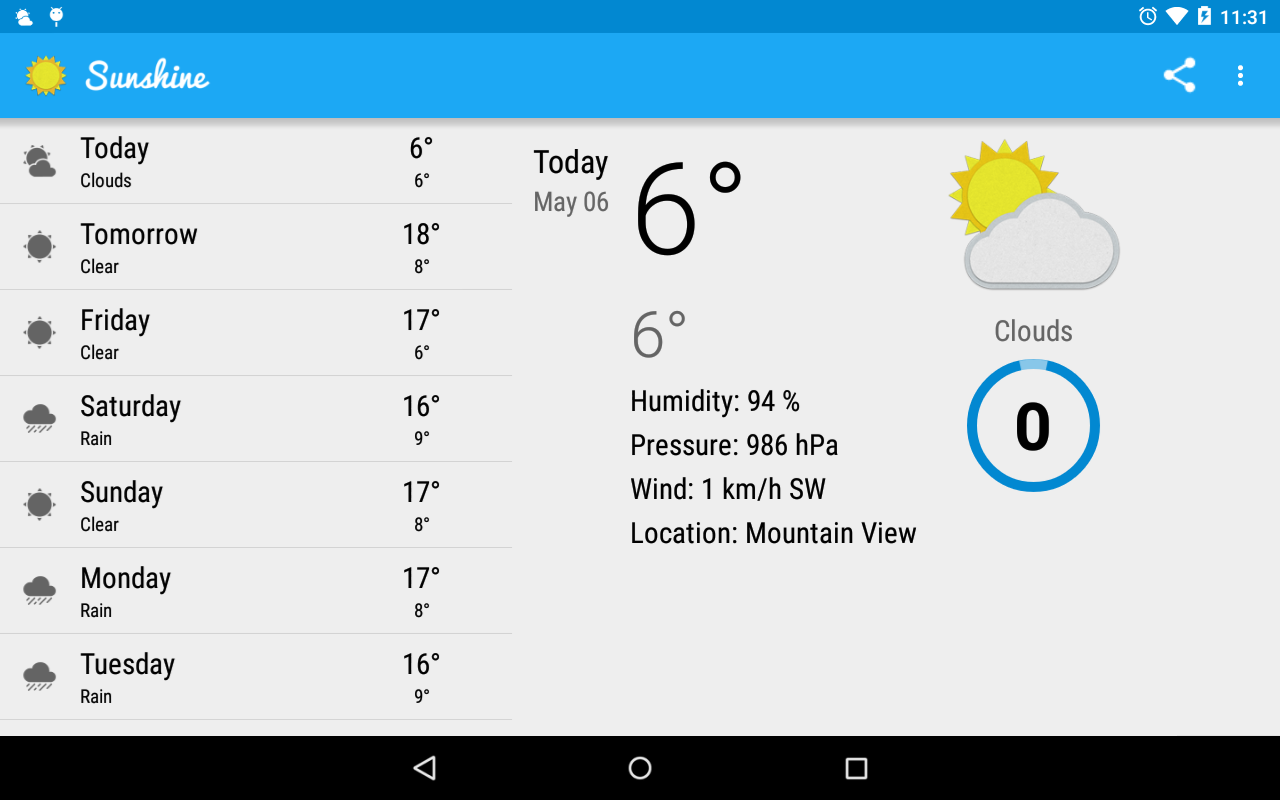 11:31
Sunshine
Today 6°
Clouds 6°
Tomorrow 18°
Clear 8°
Friday 17°
Clear 6°
Saturday 16°
Rain 9°
Sunday 17°
Clear 8°
Monday 17°
Rain 8°
Tuesday 16°
Rain 9°
Today
May 06
6°
6°
Humidity: 94 %
Pressure: 986 hPa
Wind: 1 km/h SW
Location: Mountain View
Clouds
0